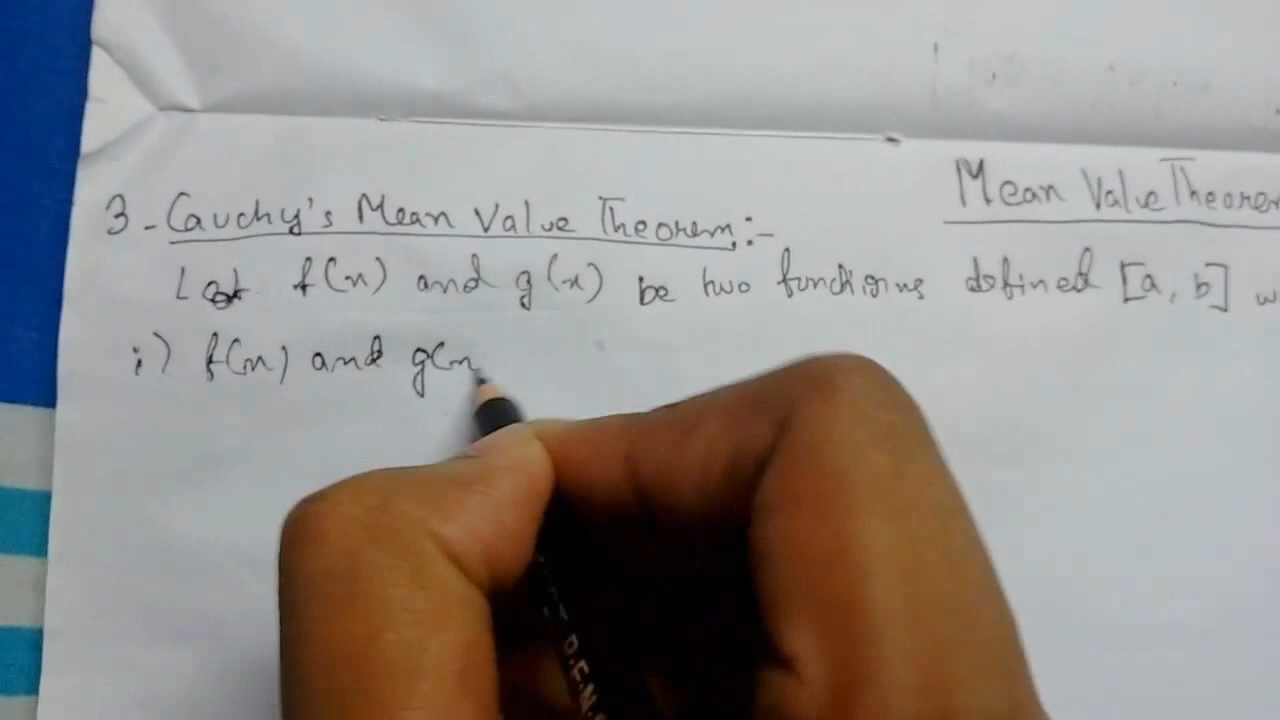 Mean Value Theorem
3 - Cauchy's Mean Value Theorem :-
Let f(x) and g(x) be two functions defined [a, b] w
i) f(x) and g(x